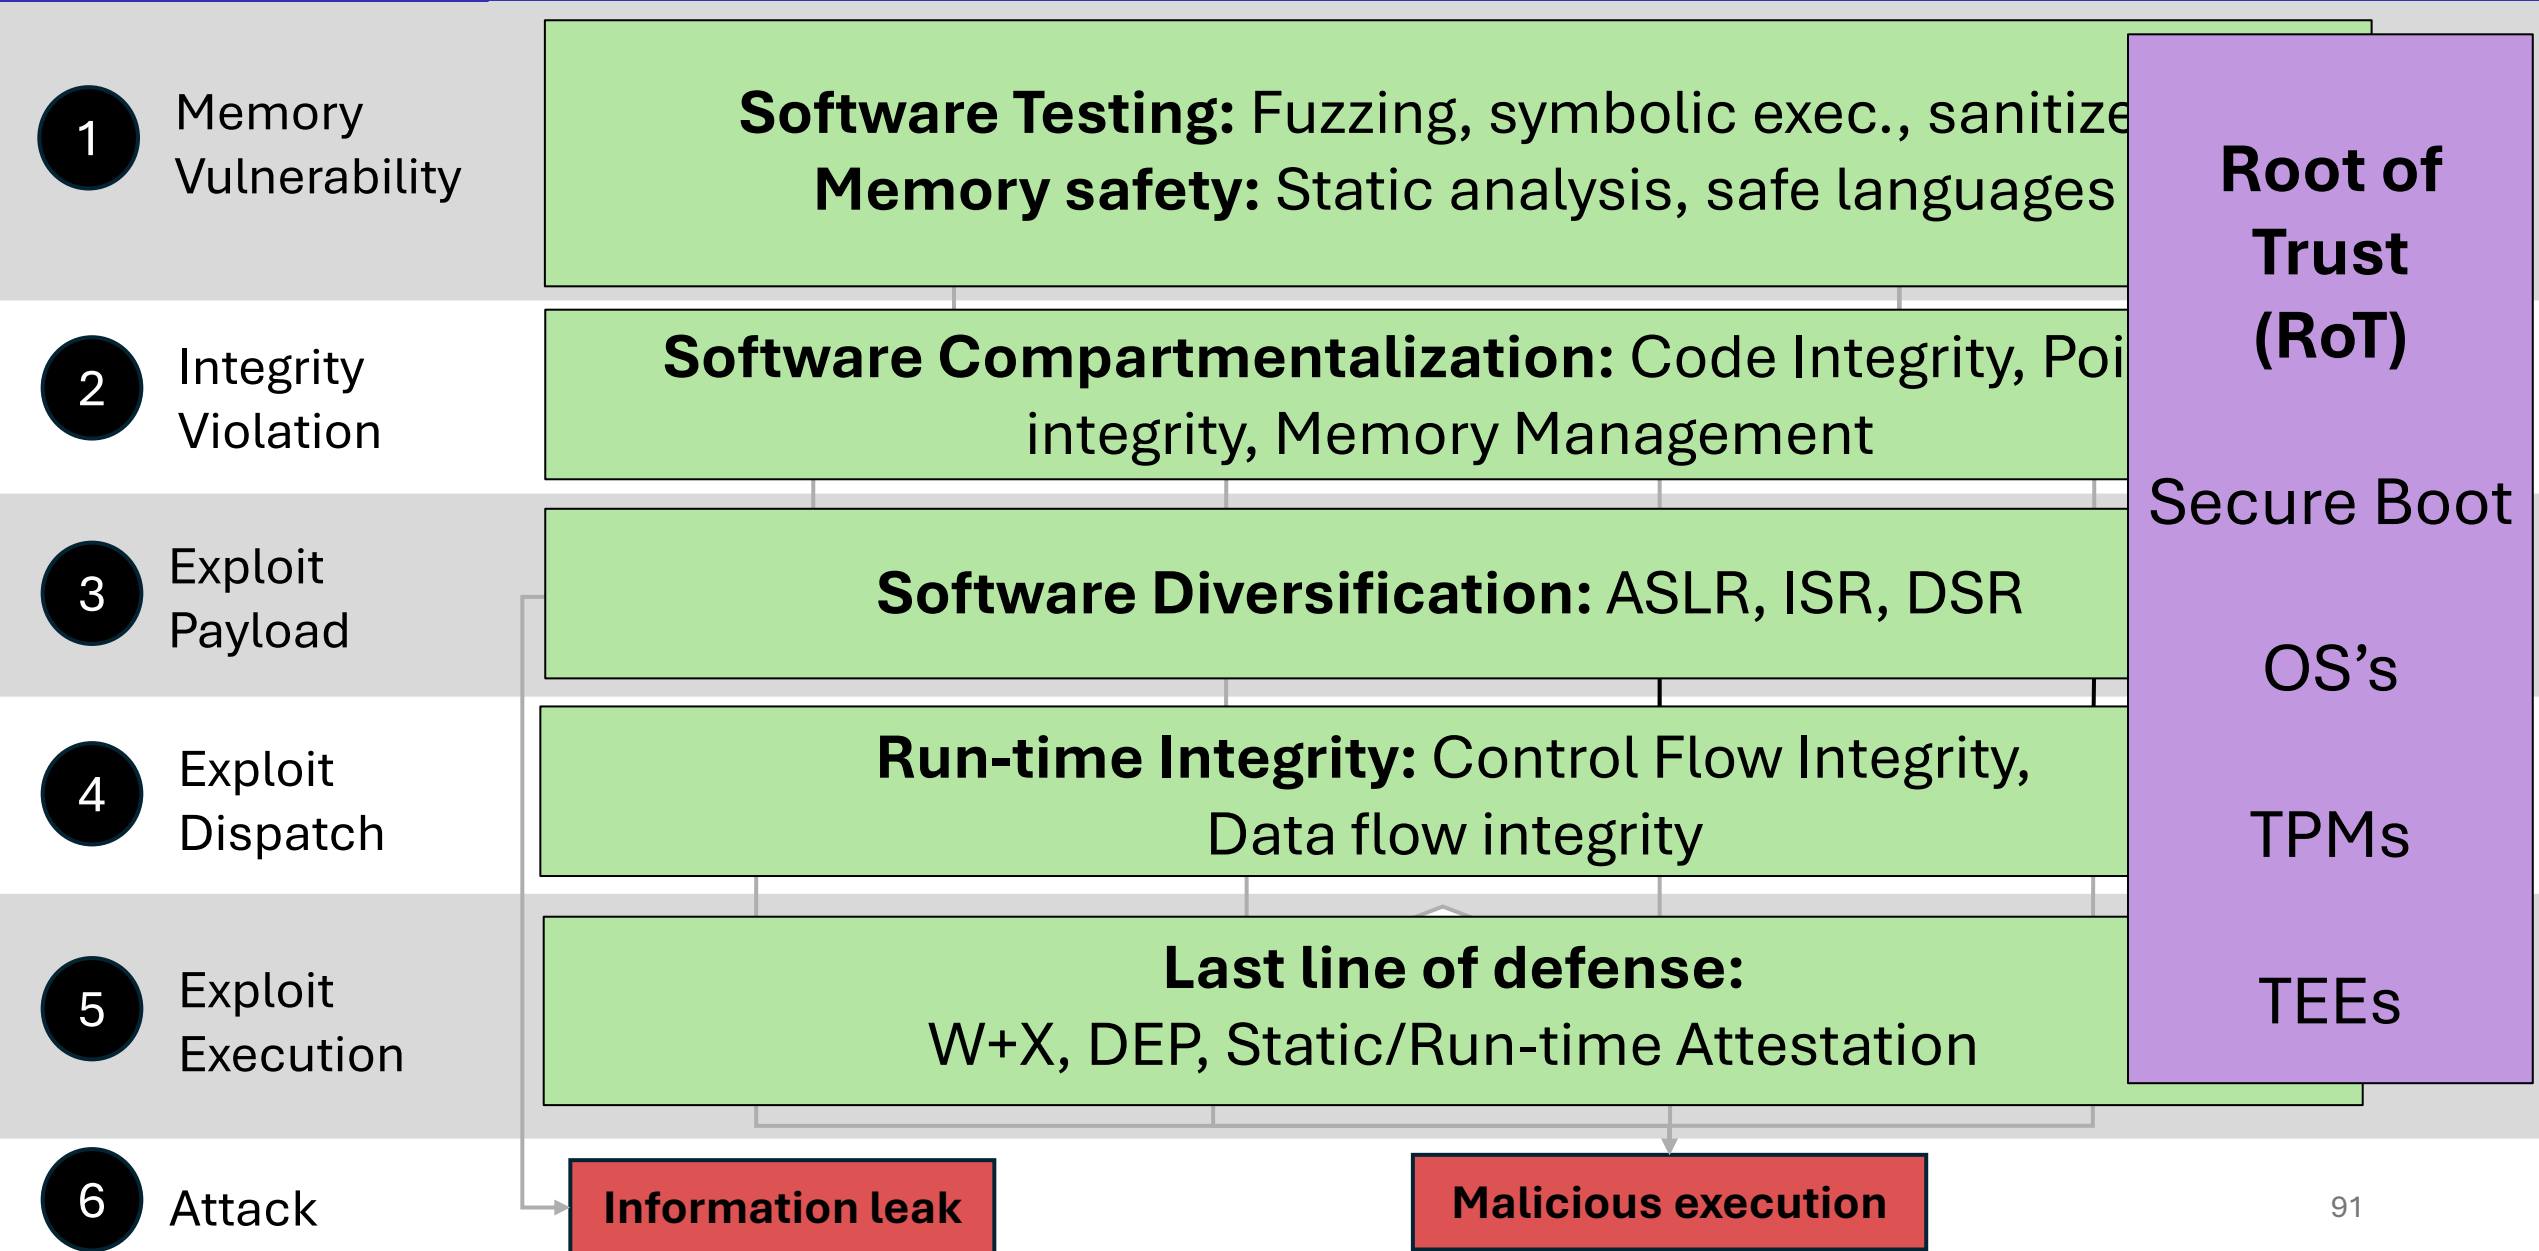 1
Memory
Vulnerability
Software Testing: Fuzzing, symbolic exec., sanitize
Memory safety: Static analysis, safe languages
2
Integrity
Violation
Software Compartmentalization: Code Integrity, Poi
integrity, Memory Management
3
Exploit
Payload
Software Diversification: ASLR, ISR, DSR
4
Exploit
Dispatch
Run-time Integrity: Control Flow Integrity,
Data flow integrity
5
Exploit
Execution
Last line of defense:
W+X, DEP, Static/Run-time Attestation
Root of
Trust
(RoT)
Secure Boot
OS’s
TPMs
TEEs
6
Attack
Information leak
Malicious execution
91